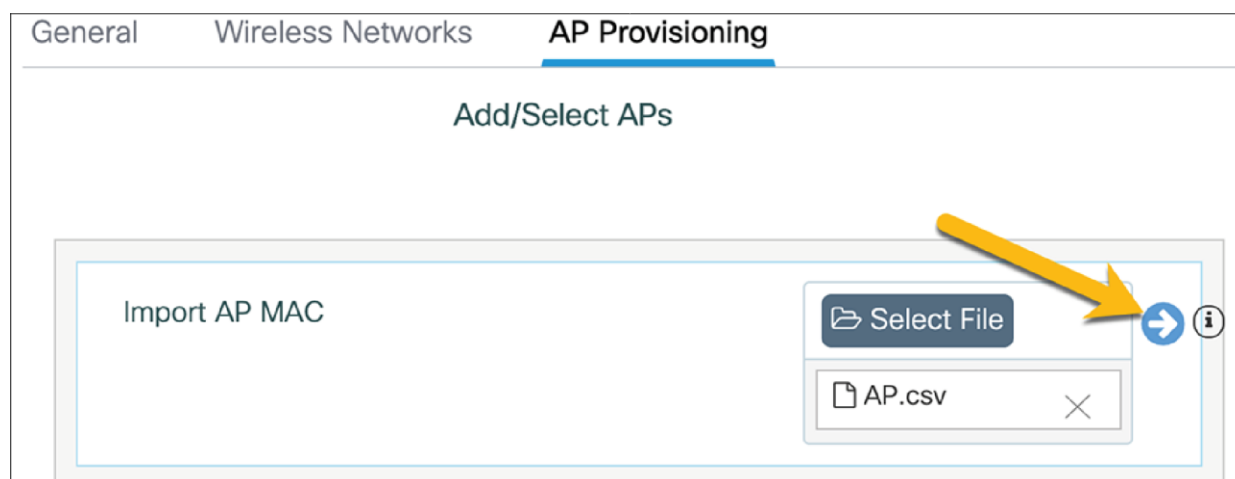 General Wireless Networks AP Provisioning
Add/Select APs
Import AP MAC
Select File
AP.csv